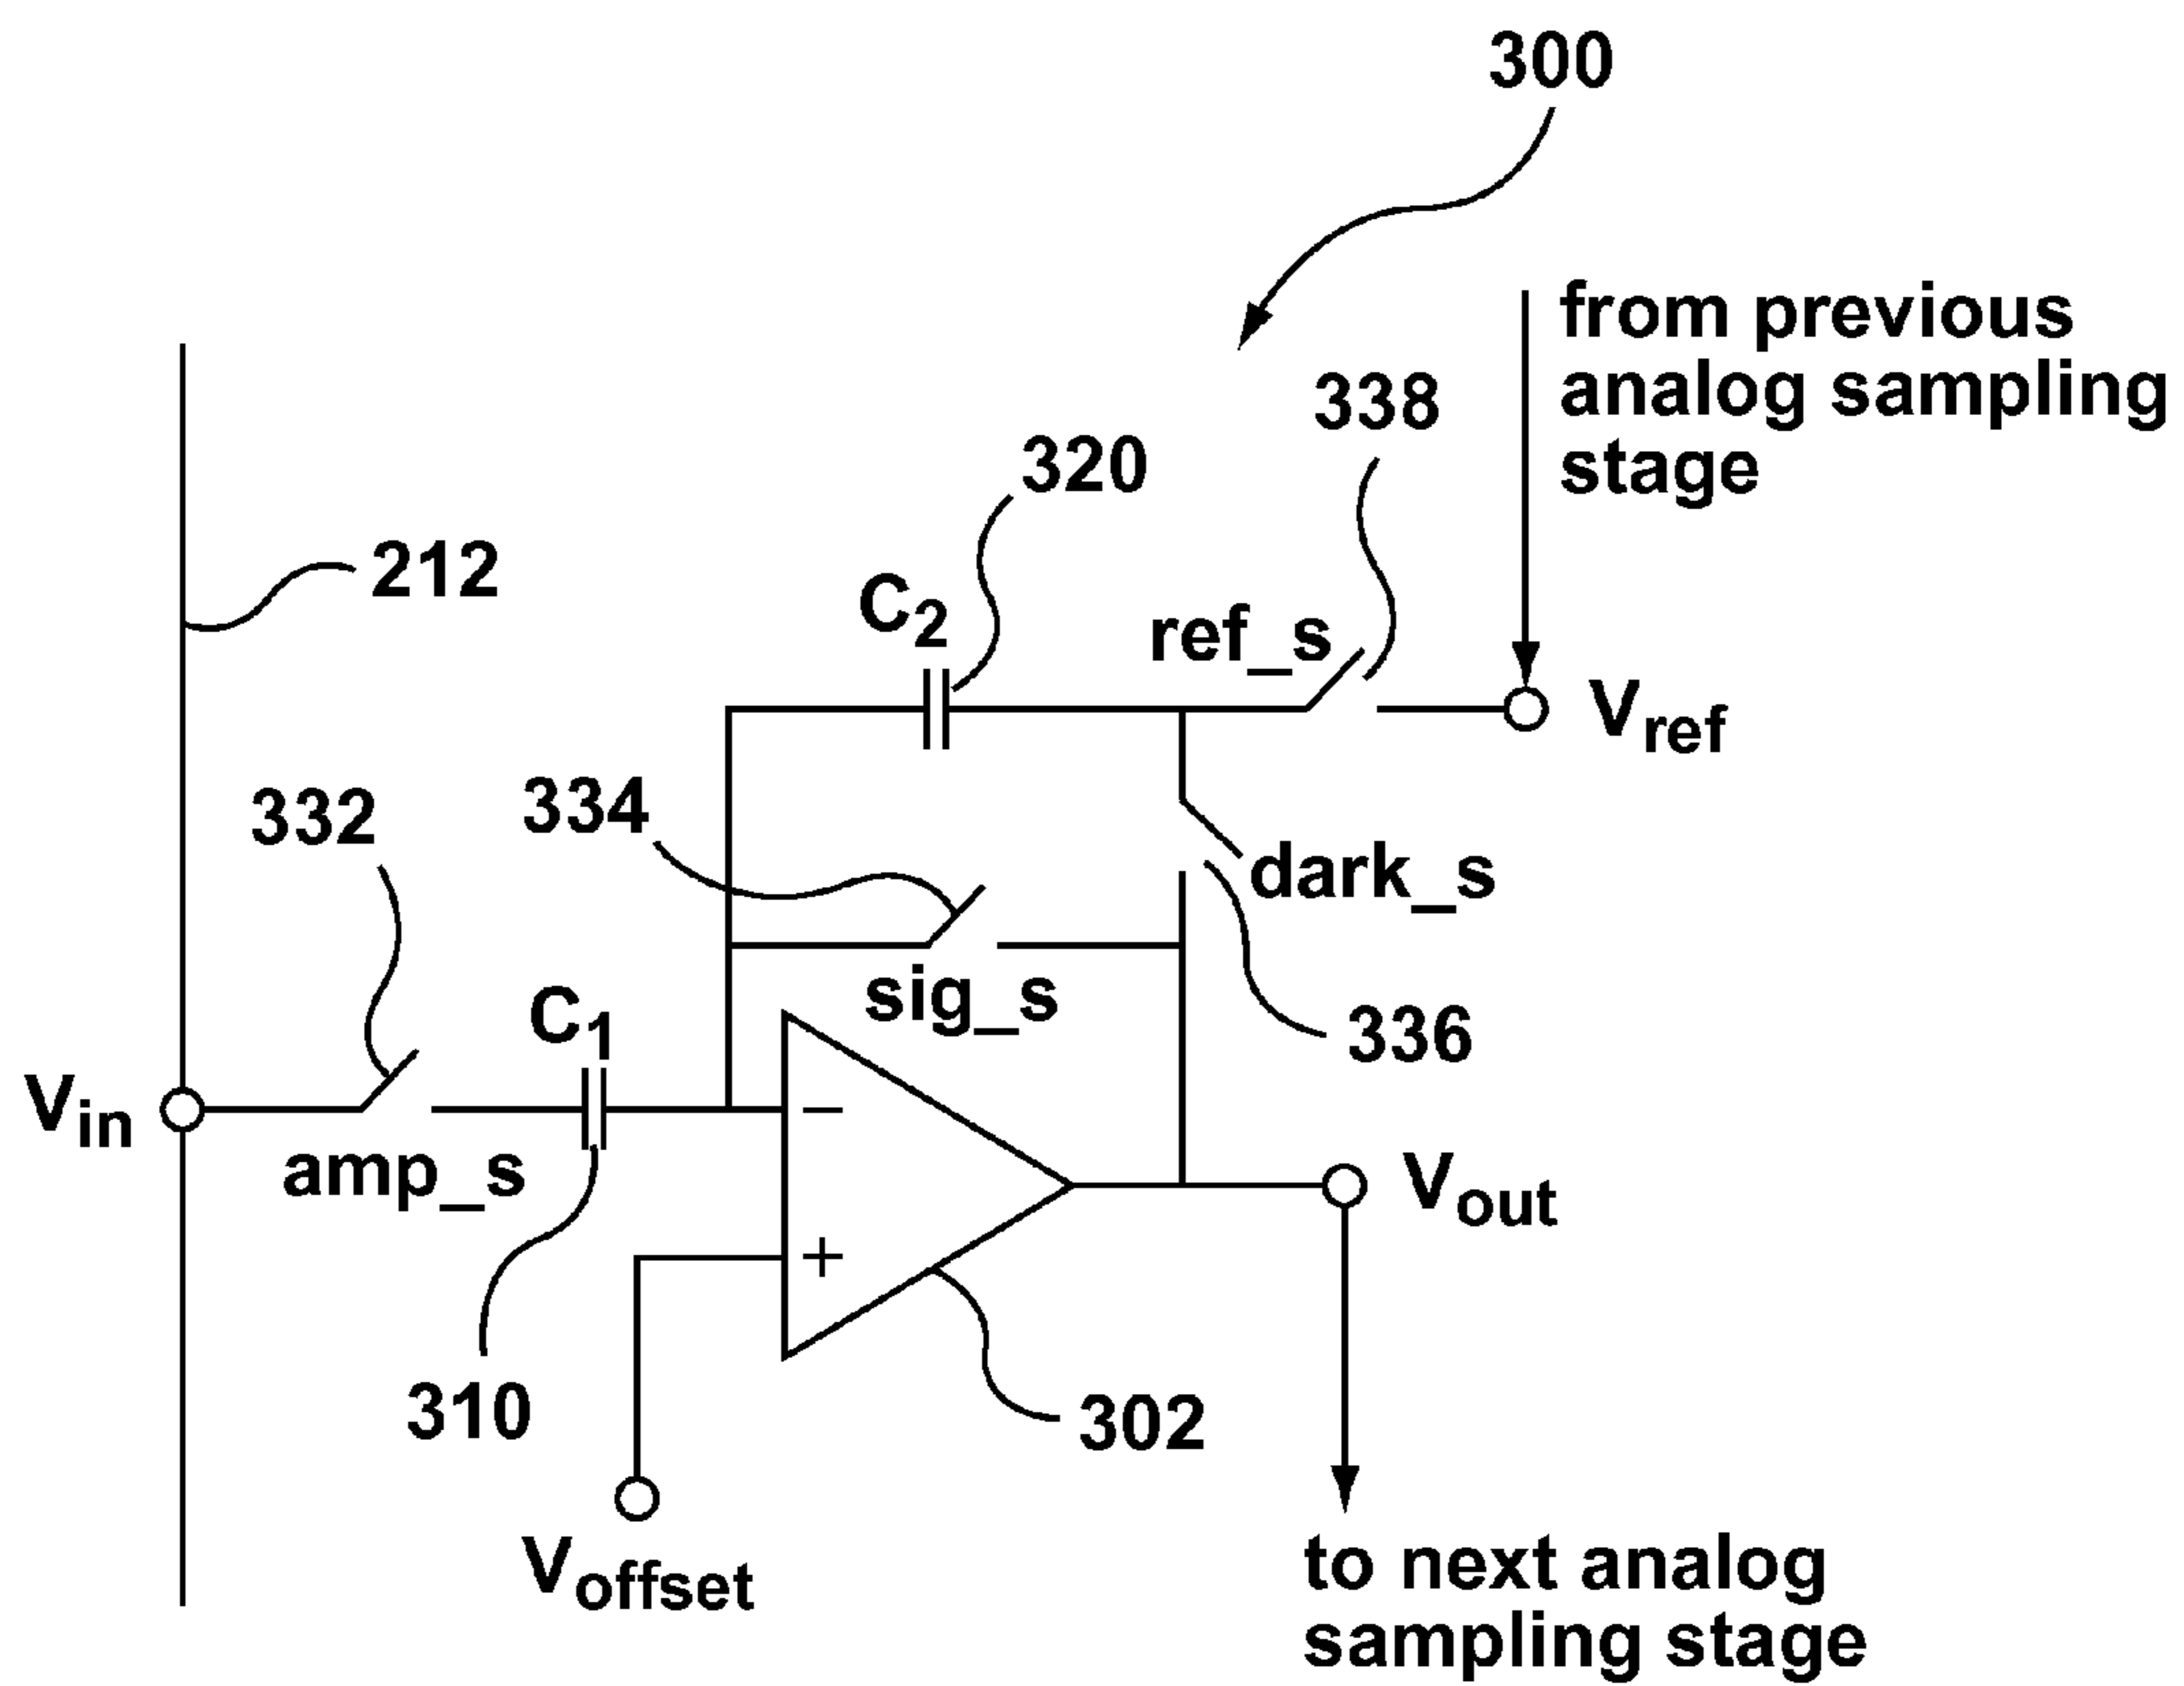 300
from previous
analog sampling
stage
338
320
212
C2
ref_s
Vref
332
334
dark_s
sig_s
C1
336
Vin
−
amp_s
Vout
+
310
302
Voffset
to next analog
sampling stage